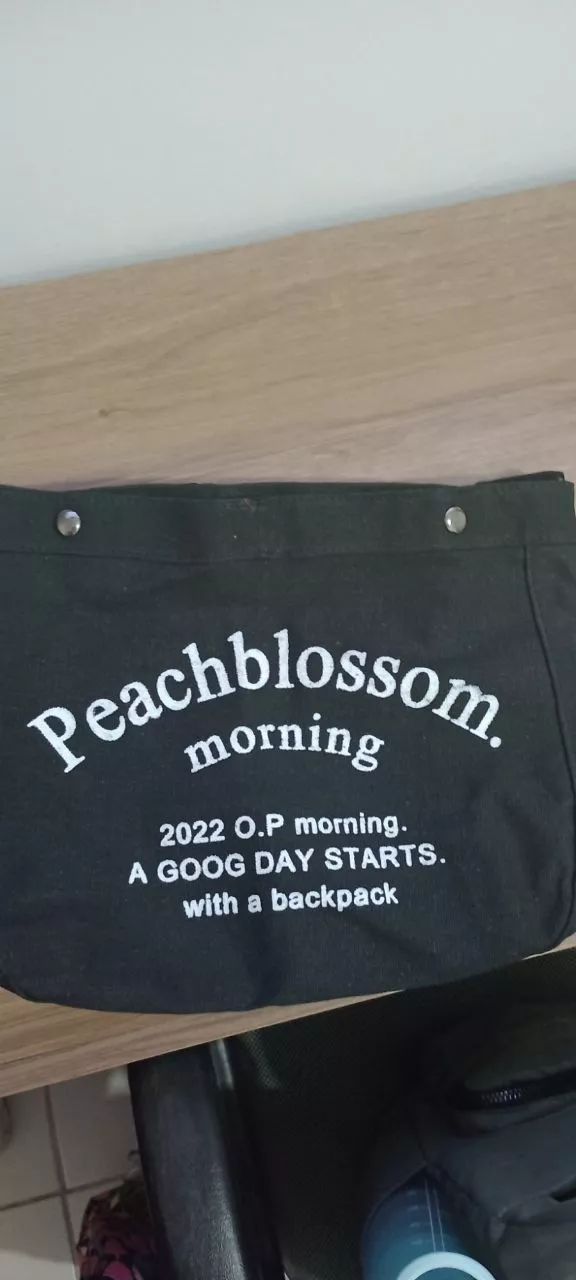 Peachblossom.
morning
2022 O.P morning.
A GOOG DAY STARTS.
with a backpack